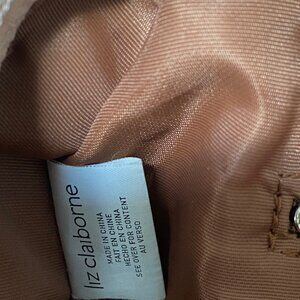 liz claiborne
MADE IN CHINA
FAIT EN CHINE
HECHO EN CHINA
SEE OVER FOR CONTENT
AU VERSO